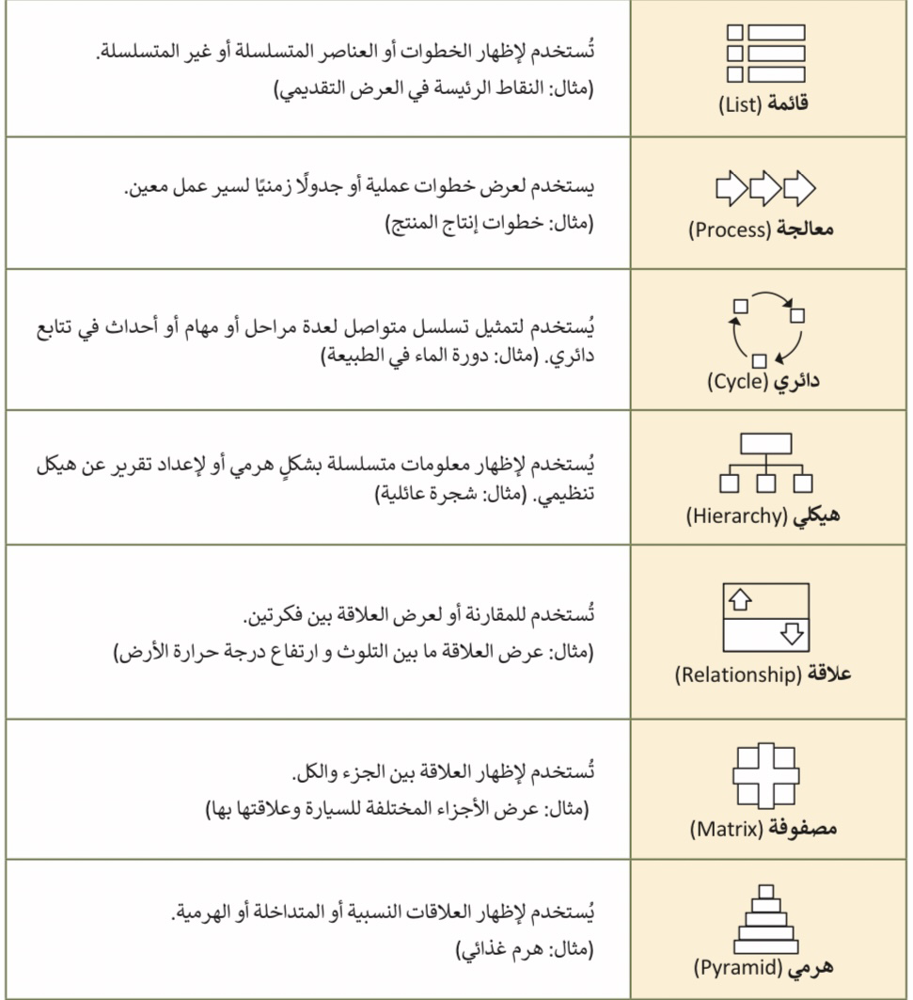 قائمة (List)
تُستخدم لإظهار الخطوات أو العناصر المتسلسلة أو غير المتسلسلة.
(مثال: النقاط الرئيسة في العرض التقديمي)
معالجة (Process)
يستخدم لعرض خطوات عملية أو جدولًا زمنيًا لسير عمل معين.
(مثال: خطوات إنتاج المنتج)
دائري (Cycle)
يُستخدم لتمثيل تسلسل متواصل لعدة مراحل أو مهام أو أحداث في تتابع
دائري. (مثال: دورة الماء في الطبيعة)
هيكلي (Hierarchy)
يُستخدم لإظهار معلومات متسلسلة بشكلٍ هرمي أو لإعداد تقرير عن هيكل
تنظيمي. (مثال: شجرة عائلية)
علاقة (Relationship)
تُستخدم للمقارنة أو لعرض العلاقة بين فكرتين.
(مثال: عرض العلاقة ما بين التلوث و ارتفاع درجة حرارة الأرض)
مصفوفة (Matrix)
تُستخدم لإظهار العلاقة بين الجزء والكل.
(مثال: عرض الأجزاء المختلفة للسيارة وعلاقتها بها)
هرمي (Pyramid)
يُستخدم لإظهار العلاقات النسبية أو المتداخلة أو الهرمية.
(مثال: هرم غذائي)